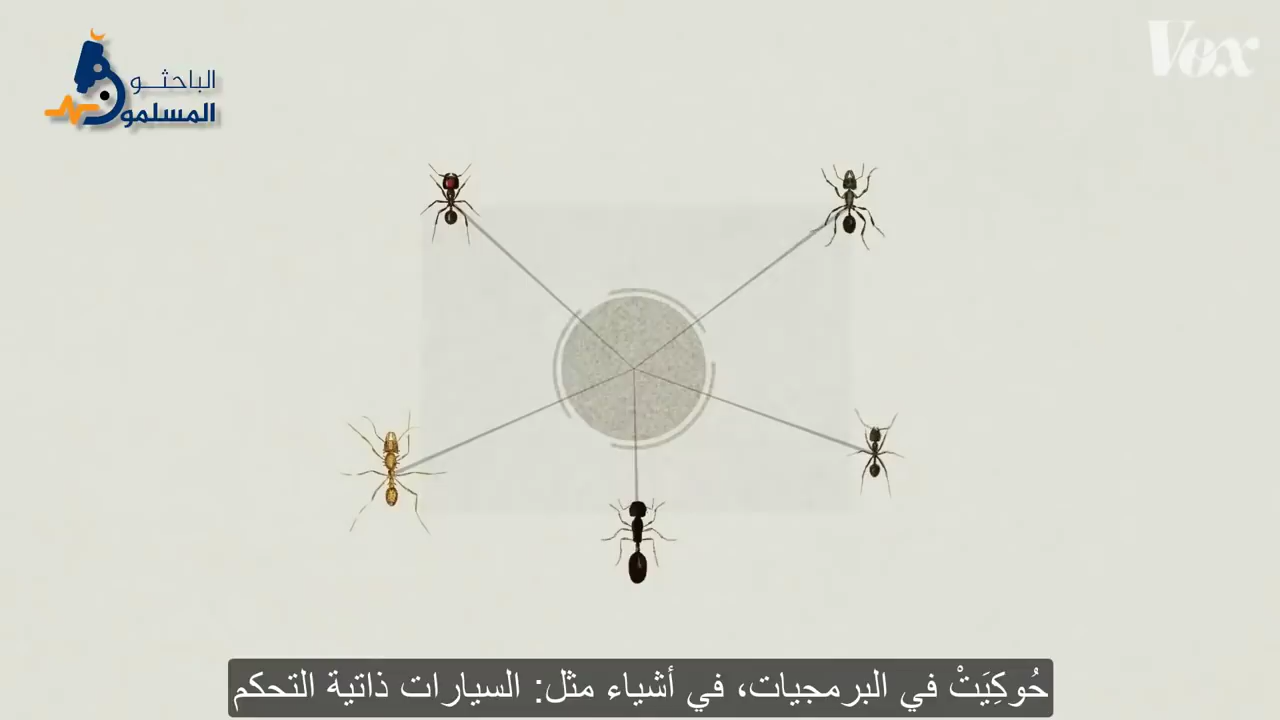 الباحثو
المسلمو
Vox
حُوكِيَتْ في البرمجيات، في أشياء مثل: السيارات ذاتية التحكم